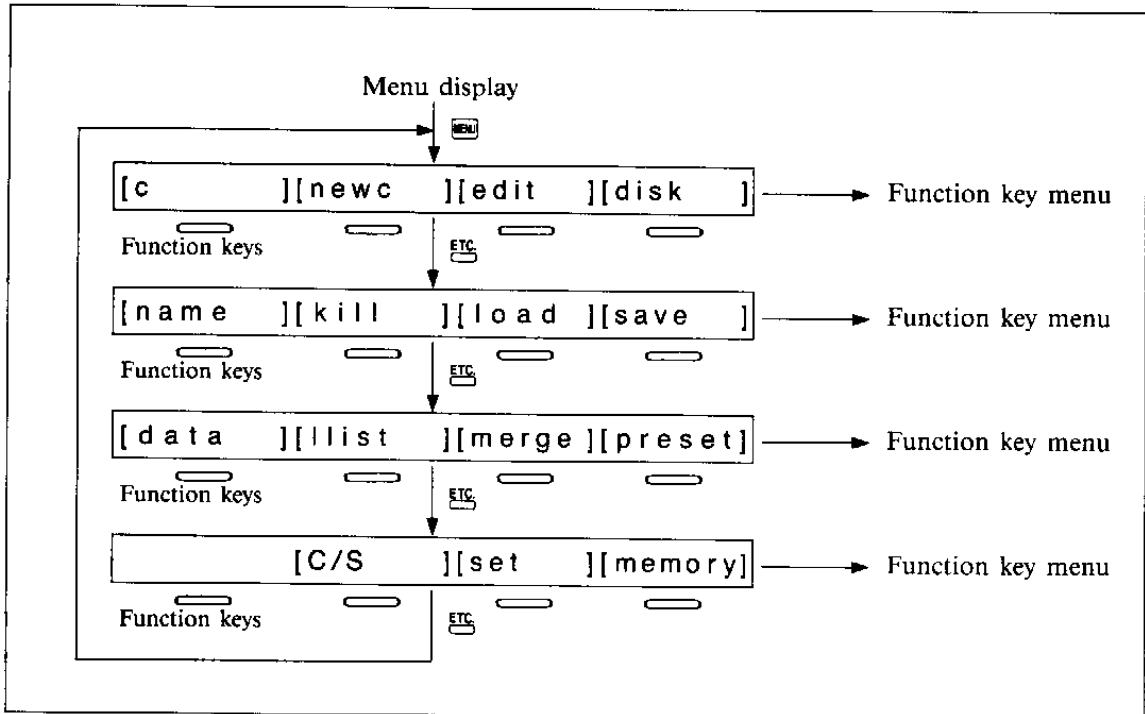 Menu display
MENU
[c ][newc ][edit ][disk ] Function key menu
Function keys
ETC.
[name ][kill ][load ][save ] Function key menu
Function keys
ETC.
[data ][llist ][merge ][preset] Function key menu
Function keys
ETC.
[C/S ][set ][memory] Function key menu
Function keys
ETC.